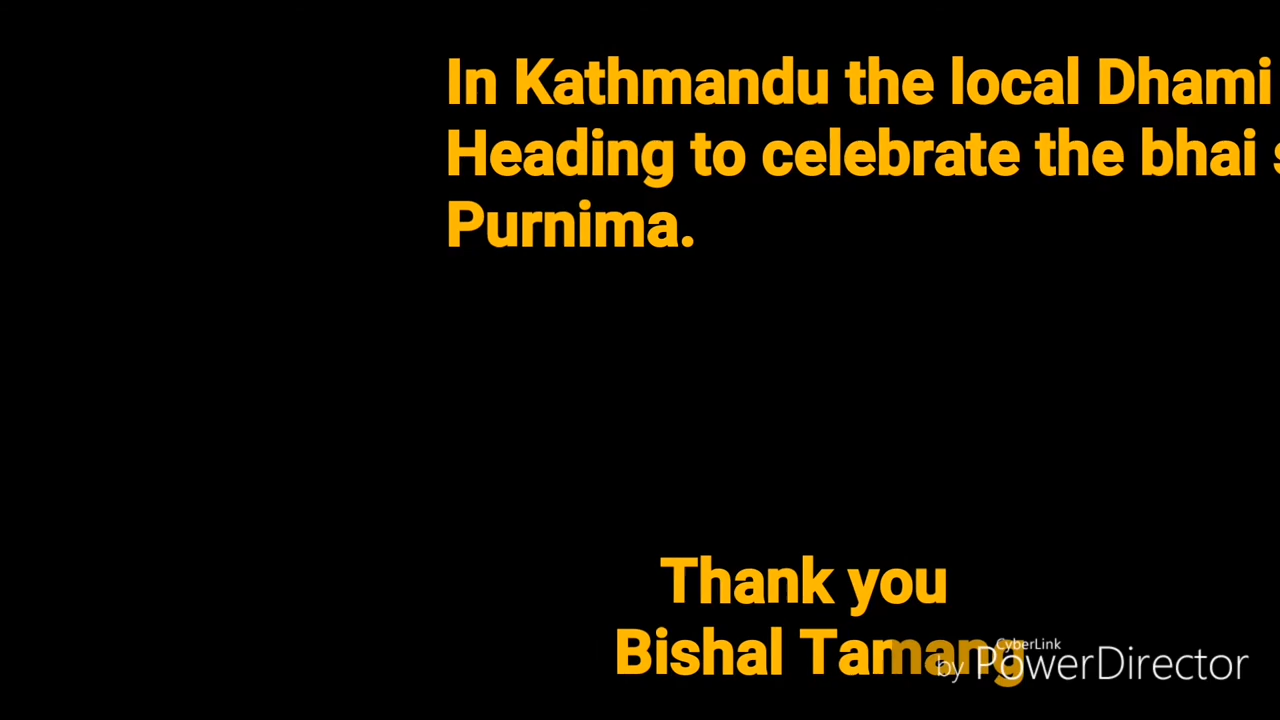 In Kathmandu the local Dhami
Heading to celebrate the bhai
Purnima.
Thank you
Bishal Tamang
CyberLink
by PowerDirector